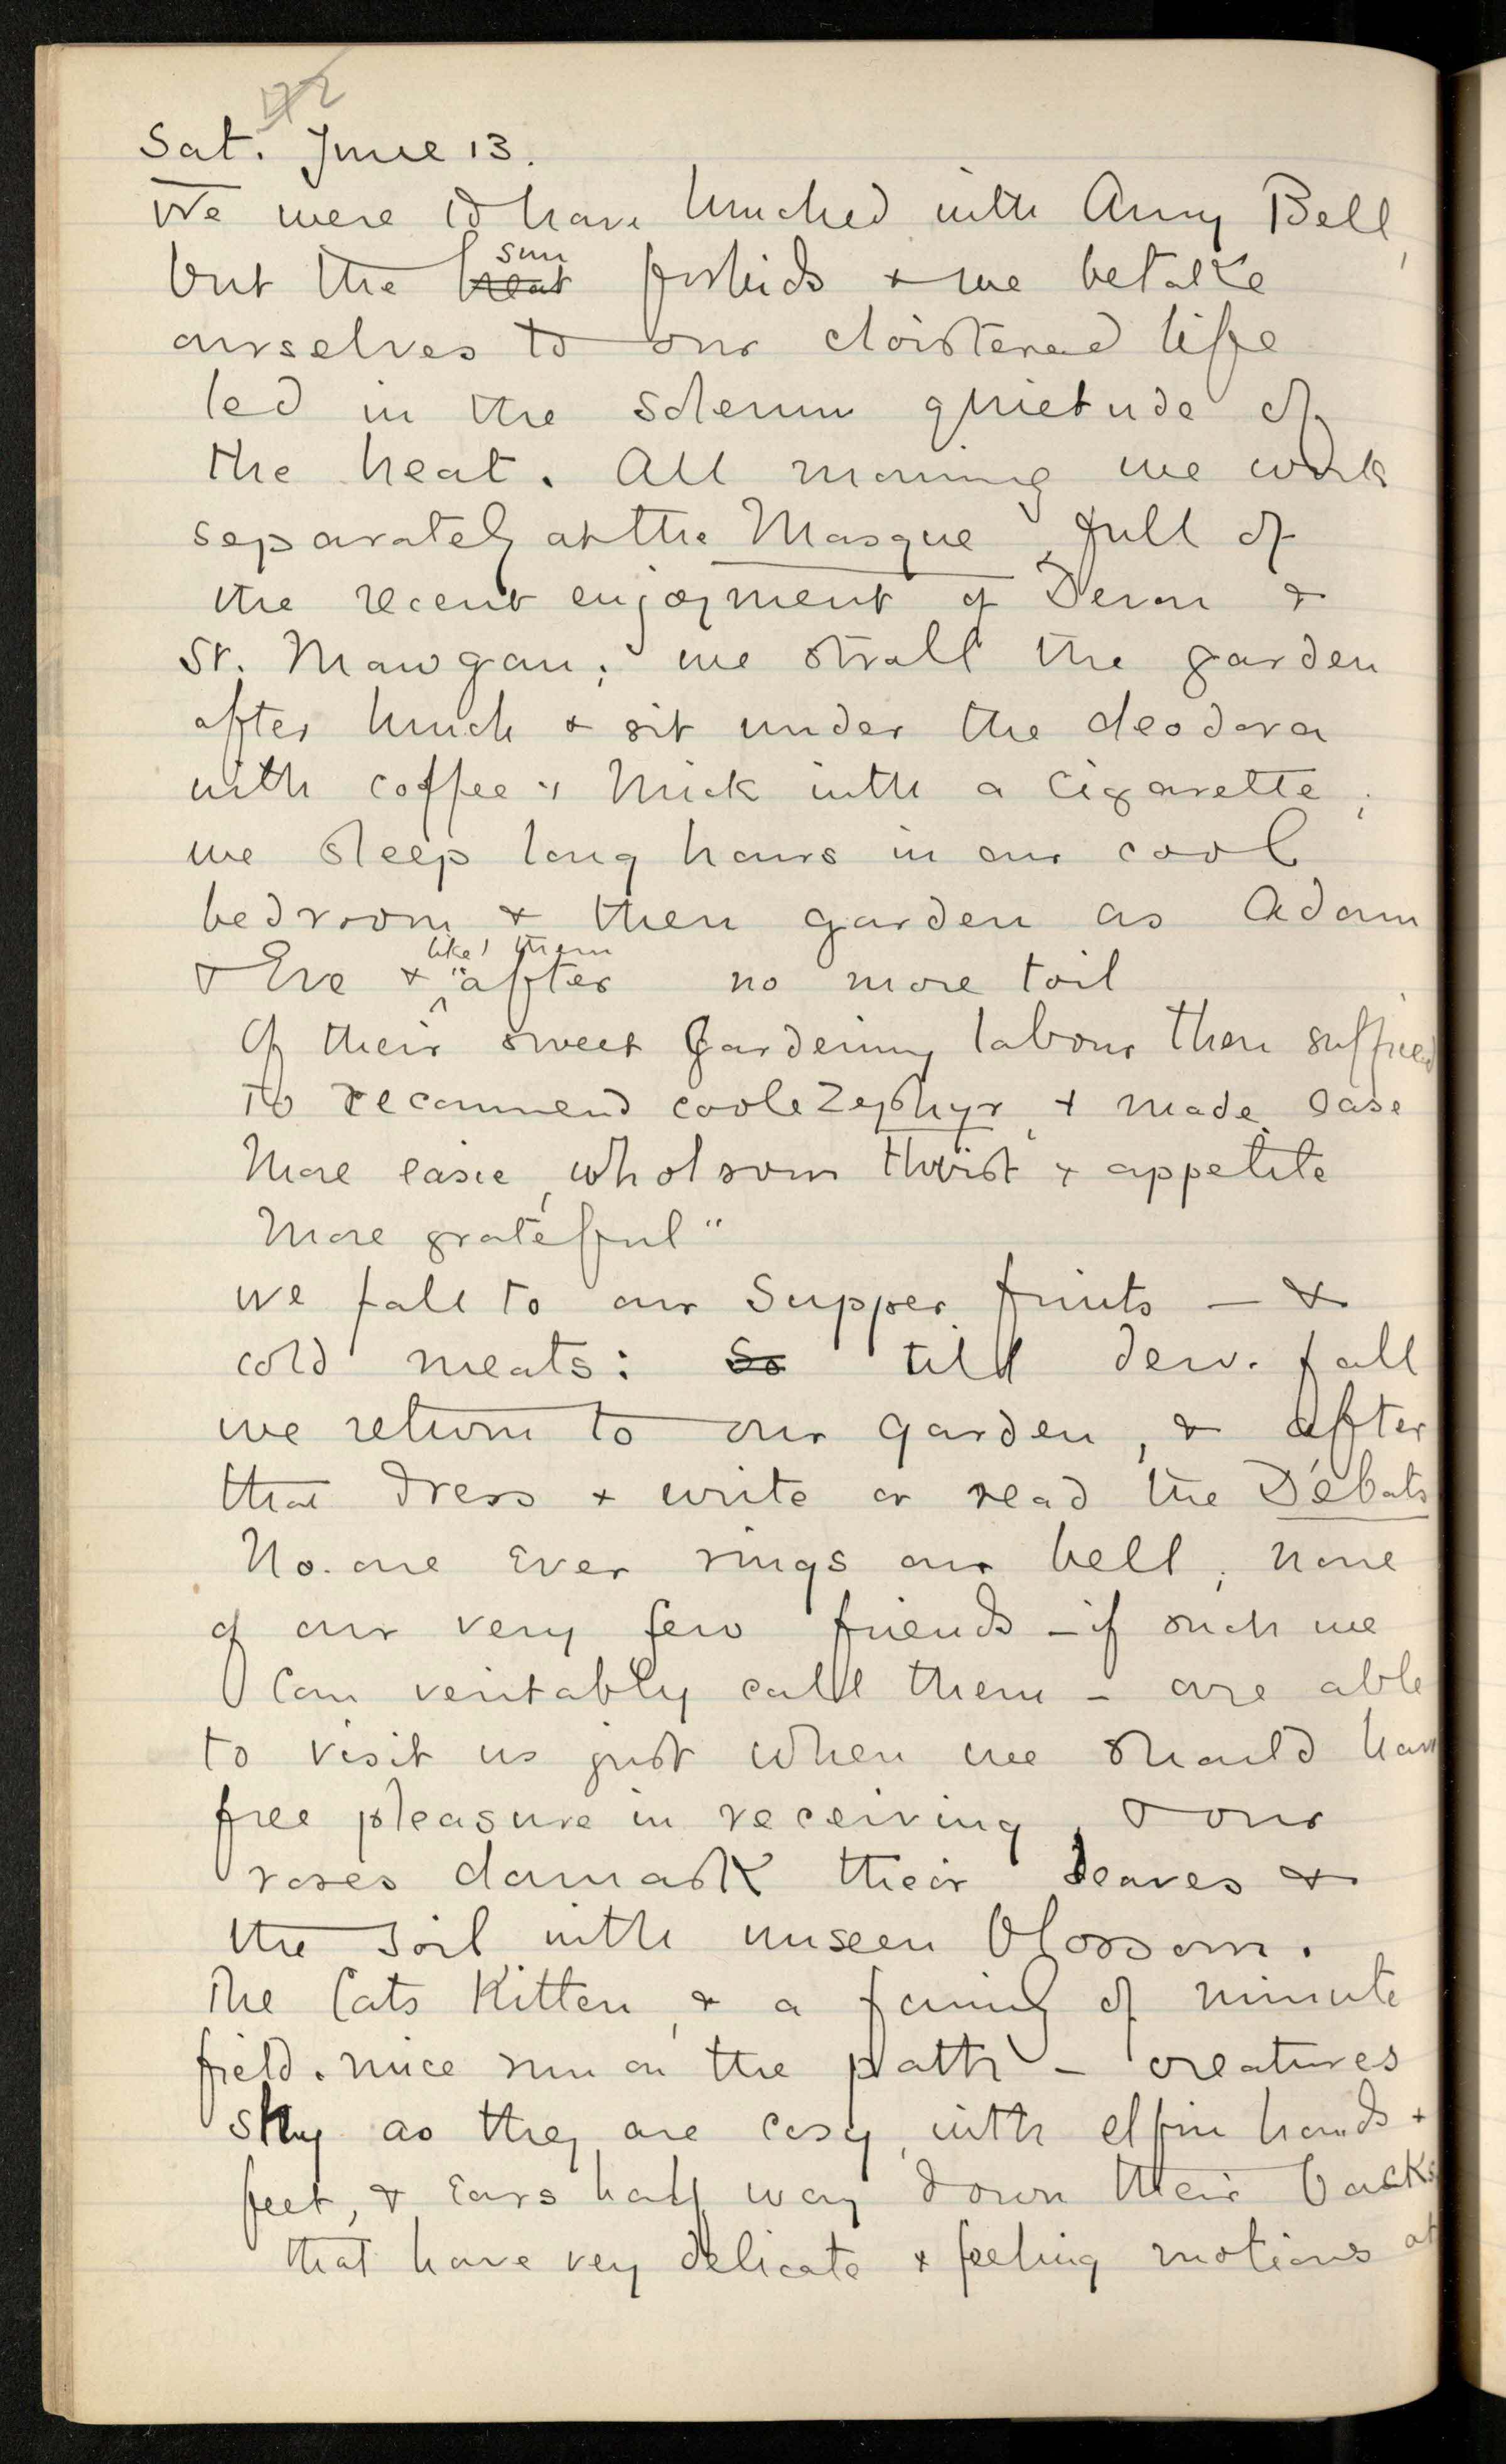 172
Sat. June 13.
We were to have lunched with Amy Bell,
but the heat sun forbids & we betake
ourselves to our cloistered life
led in the solemn quietude of
the heat. All morning we work
separately at the Masque, full of
the recent enjoyment of Devon &
St. Mawgan; we stroll the garden
after lunch & sit under the deodara
with coffee & Mick with a cigarette;
we sleep long hours in our cool
bedroom & then garden as Adam
& Eve & like them "after no more toil
Of their sweet Gardening labour then suffic'd
To recommend coole Zephyr, & made ease
More easie, wholsom thirst & appetite
More grateful"
we fall to our Supper fruits — &
cold meats: So till dew-fall
we return to our garden, & after
that dress & write or read the Débats
No-one ever rings our bell; none
of our very few friends – if such we
can veritably call them – are able
to visit us just when we should have
free pleasure in receiving, & our
roses damask their leaves &
the soil with unseen blossom.
The Cats Kitten, & a family of minute
field-mice run on the path – creatures
shy as they are cosy, with elfin hands &
feet, & ears half way down their backs
that have very delicate & feeling motions at